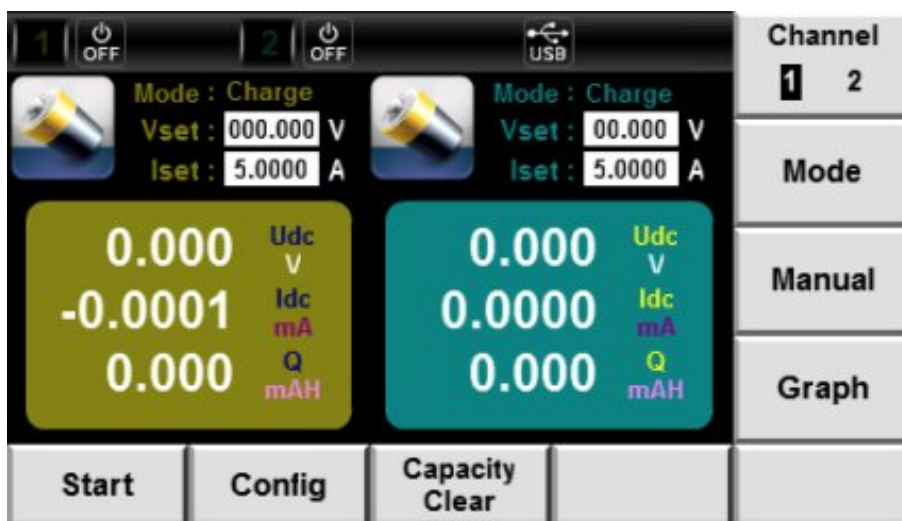 1 OFF 2 OFF USB
Channel
1 2
Mode : Charge
Vset : 000.000 V
Iset : 5.0000 A
Mode : Charge
Vset : 00.000 V
Iset : 5.0000 A
Mode
0.000 Udc V
-0.0001 Idc mA
0.000 Q mAH
0.000 Udc V
0.0000 Idc mA
0.000 Q mAH
Manual
Graph
Start
Config
Capacity
Clear